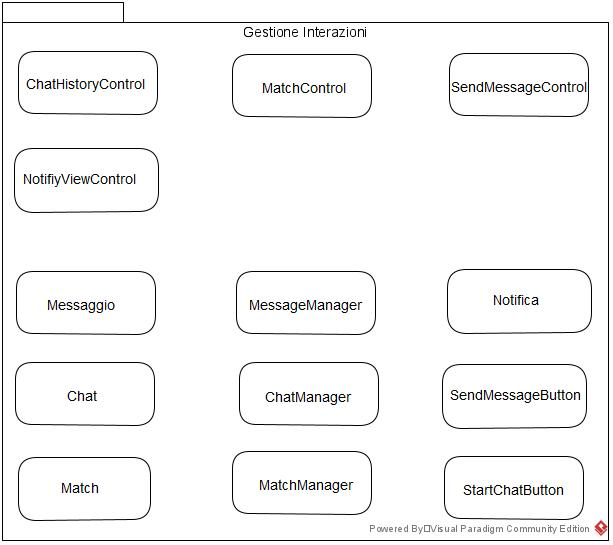 Gestione Interazioni
ChatHistoryControl
MatchControl
SendMessageControl
NotifiyViewControl
Messaggio
MessageManager
Notifica
Chat
ChatManager
SendMessageButton
Match
MatchManager
StartChatButton
Powered By□Visual Paradigm Community Edition